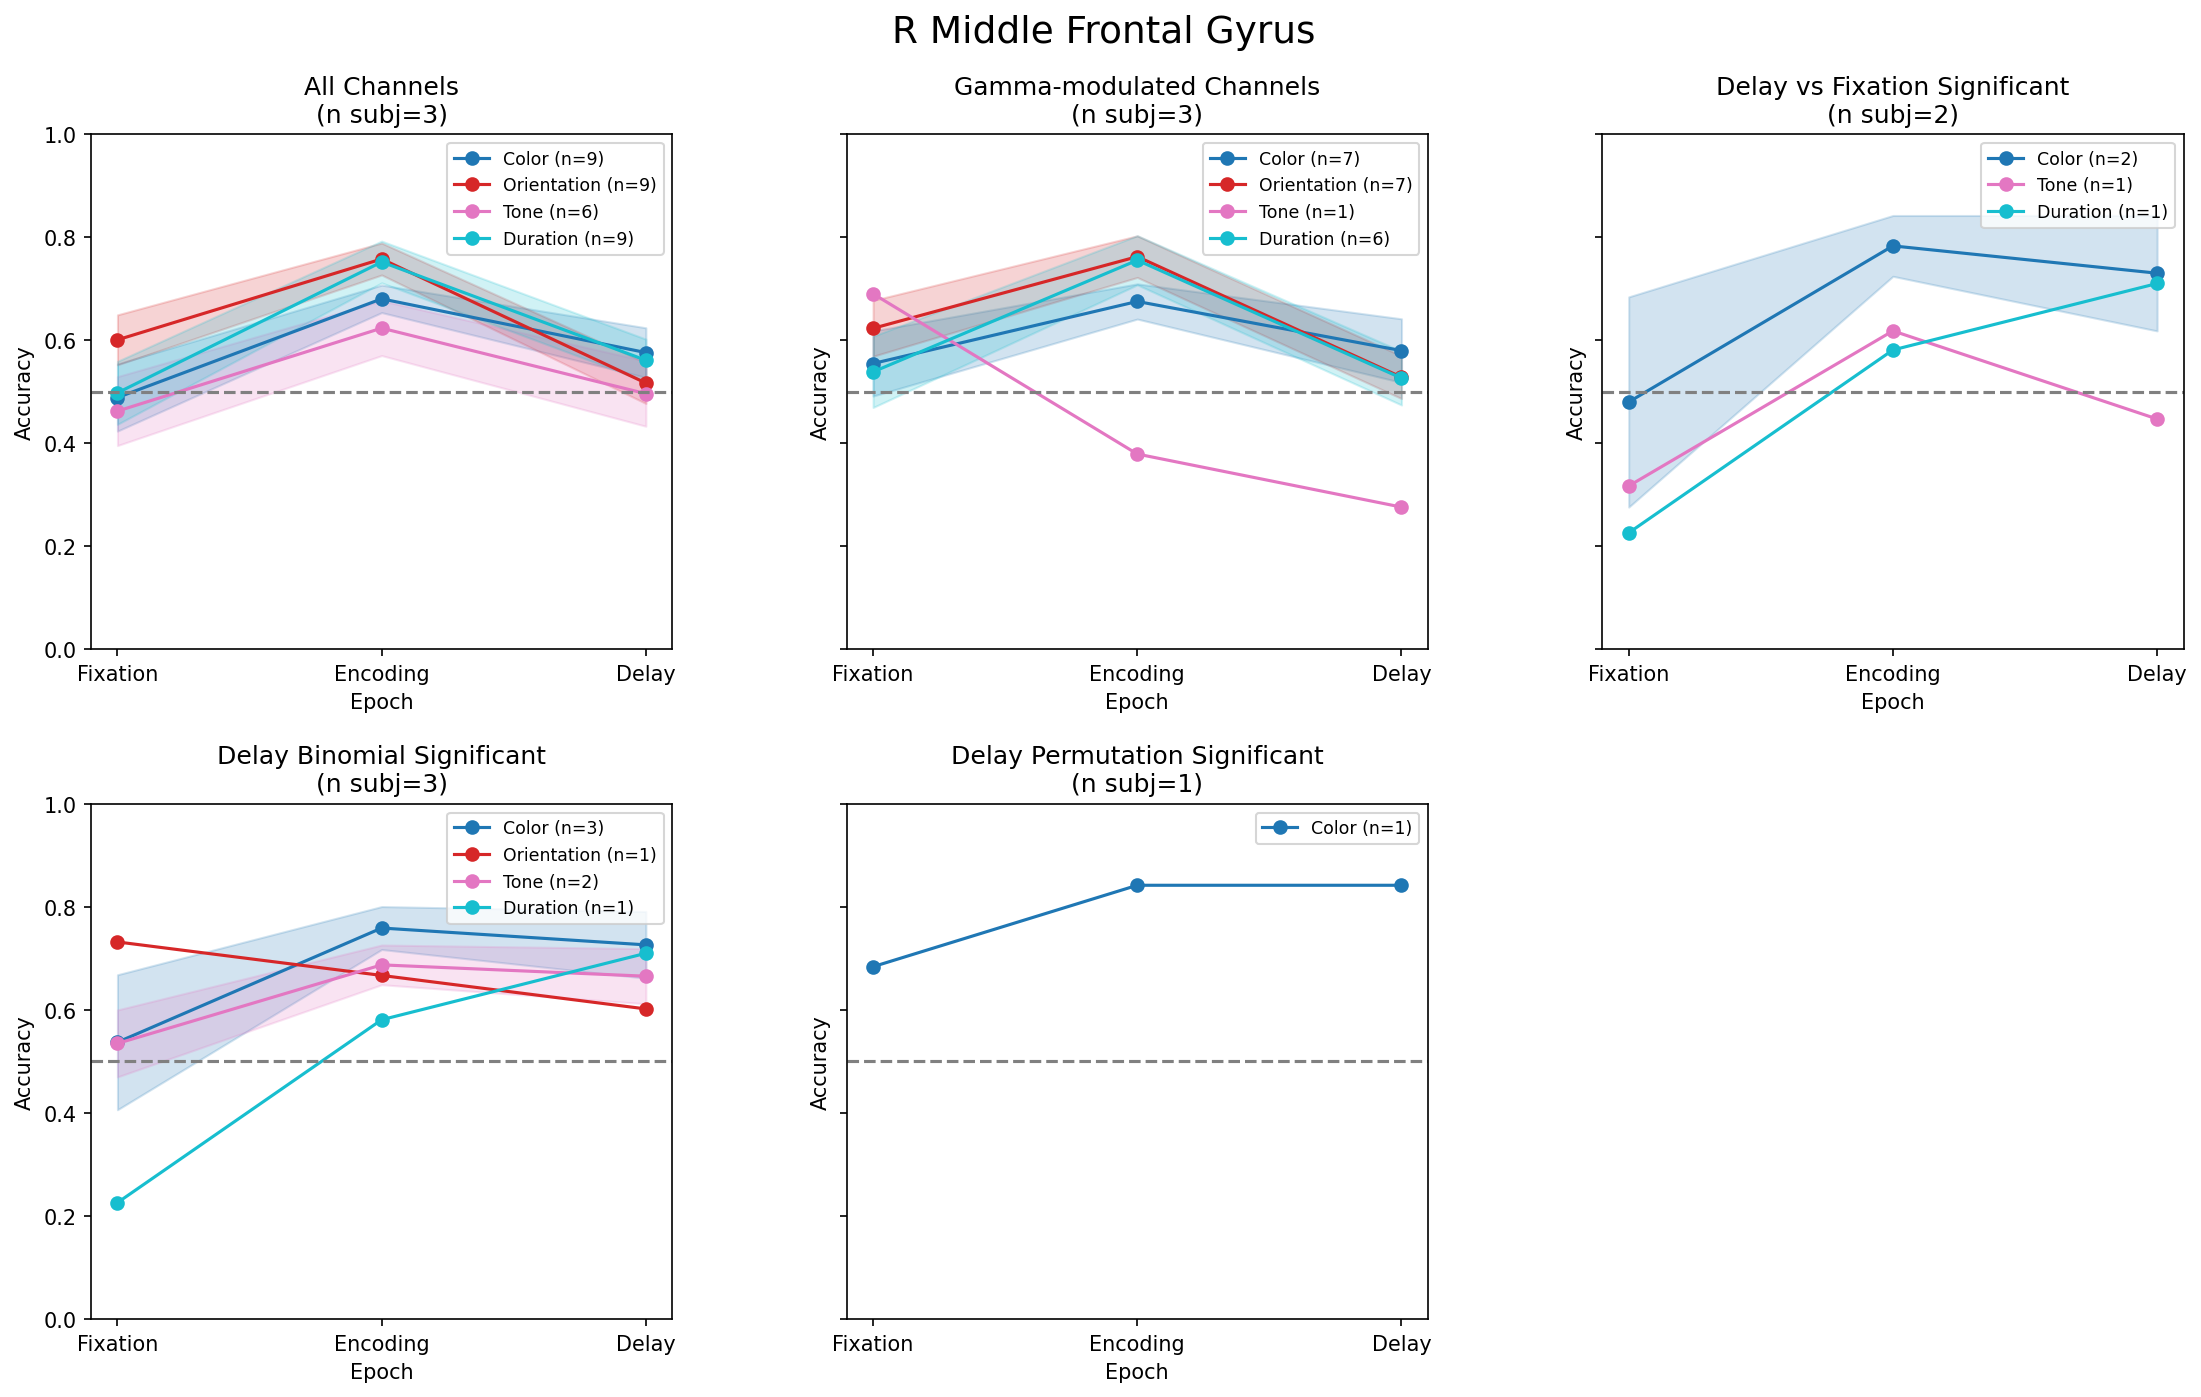 R Middle Frontal Gyrus
All Channels
(n subj=3)
1.0
0.8
0.6
0.4
0.2
0.0
Accuracy
Color (n=9)
Orientation (n=9)
Tone (n=6)
Duration (n=9)
Fixation
Encoding
Delay
Epoch
Gamma-modulated Channels
(n subj=3)
Accuracy
Color (n=7)
Orientation (n=7)
Tone (n=1)
Duration (n=6)
Fixation
Encoding
Delay
Epoch
Delay vs Fixation Significant
(n subj=2)
Accuracy
Color (n=2)
Tone (n=1)
Duration (n=1)
Fixation
Encoding
Delay
Epoch
Delay Binomial Significant
(n subj=3)
1.0
0.8
0.6
0.4
0.2
0.0
Accuracy
Color (n=3)
Orientation (n=1)
Tone (n=2)
Duration (n=1)
Fixation
Encoding
Delay
Epoch
Delay Permutation Significant
(n subj=1)
Accuracy
Color (n=1)
Fixation
Encoding
Delay
Epoch